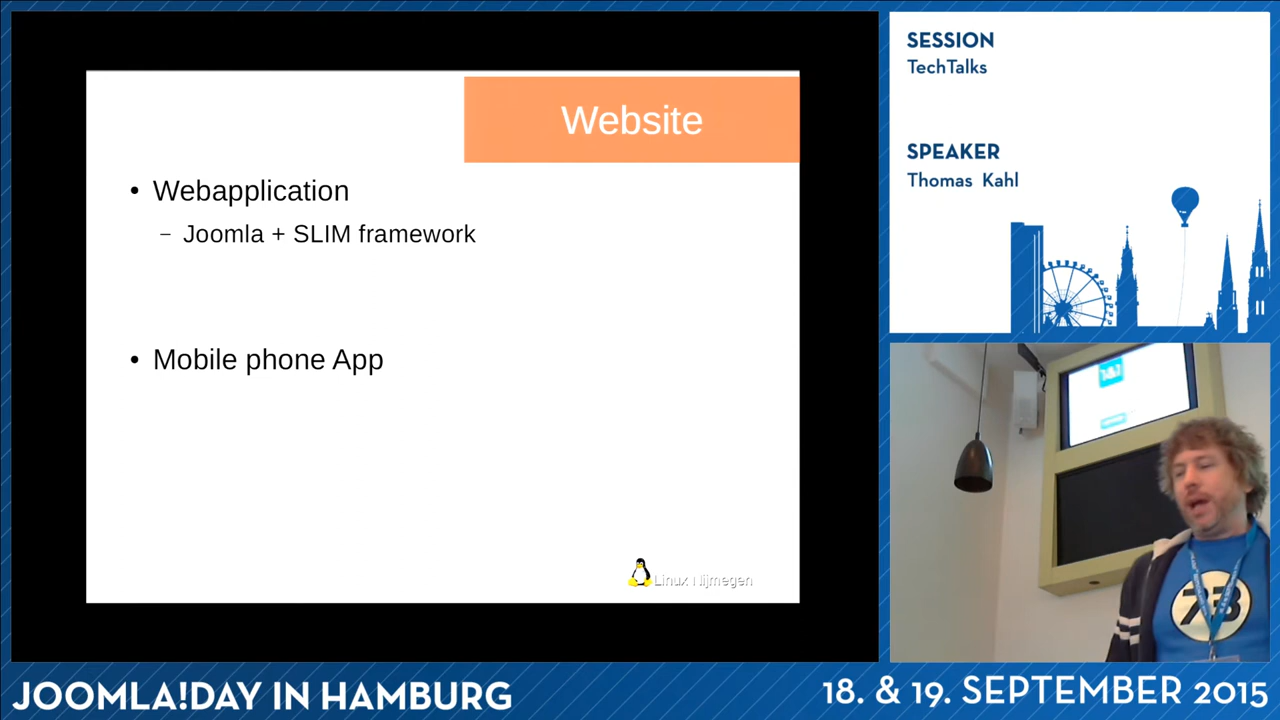 Website
• Webapplication
– Joomla + SLIM framework
• Mobile phone App
Linux Nijmegen
SESSION
TechTalks
SPEAKER
Thomas Kahl
73
JOOMLA!DAY IN HAMBURG
18. & 19. SEPTEMBER 2015